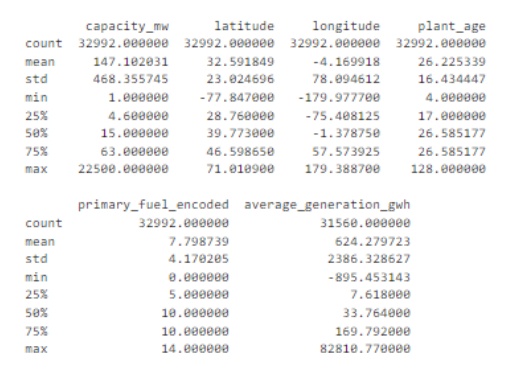 capacity_mw latitude longitude plant_age
count 32992.000000 32992.000000 32992.000000 32992.000000
mean 147.102031 32.591849 -4.169918 26.225339
std 468.355745 23.024696 78.094612 16.434447
min 1.000000 -77.847000 -179.977700 4.000000
25% 4.600000 28.760000 -75.408125 17.000000
50% 15.000000 39.773000 -1.378750 26.585177
75% 63.000000 46.598650 57.573925 26.585177
max 22500.000000 71.010900 179.388700 128.000000
primary_fuel_encoded average_generation_gwh
count 32992.000000 31560.000000
mean 7.798739 624.279723
std 4.170205 2386.328627
min 0.000000 -895.453143
25% 5.000000 7.618000
50% 10.000000 33.764000
75% 10.000000 169.792000
max 14.000000 82810.770000